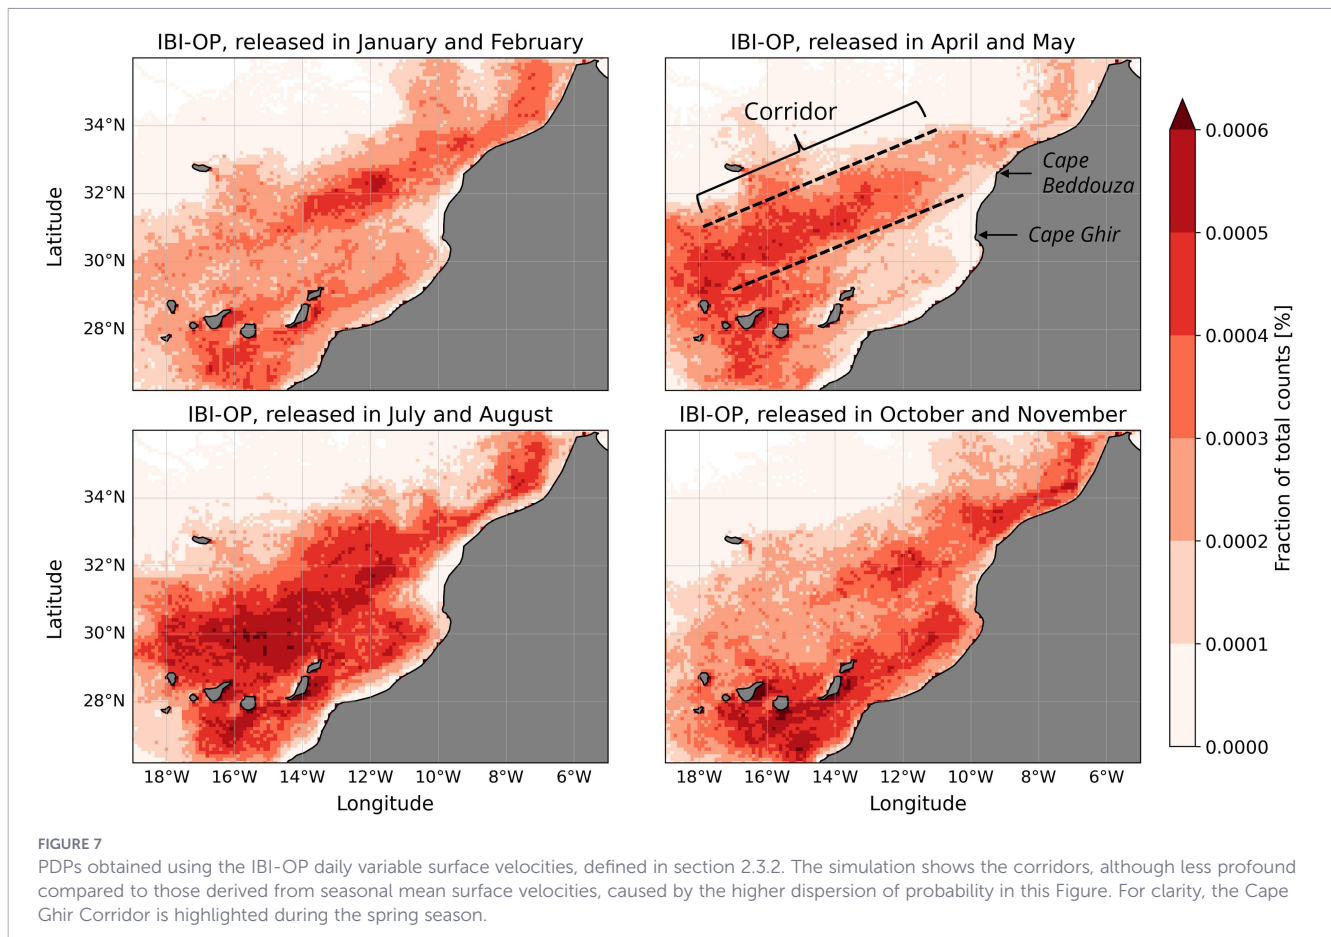 IBI-OP, released in January and February
IBI-OP, released in April and May
34°N
32°N
30°N
28°N
Latitude
Corridor
Cape
Beddouza
Cape Ghir
0.0006
0.0005
0.0004
0.0003
0.0002
0.0001
0.0000
Fraction of total counts [%]
IBI-OP, released in July and August
IBI-OP, released in October and November
34°N
32°N
30°N
28°N
Latitude
18°W 16°W 14°W 12°W 10°W 8°W 6°W
Longitude
18°W 16°W 14°W 12°W 10°W 8°W 6°W
Longitude
FIGURE 7
PDPs obtained using the IBI-OP daily variable surface velocities, defined in section 2.3.2. The simulation shows the corridors, although less profound
compared to those derived from seasonal mean surface velocities, caused by the higher dispersion of probability in this Figure. For clarity, the Cape
Ghir Corridor is highlighted during the spring season.